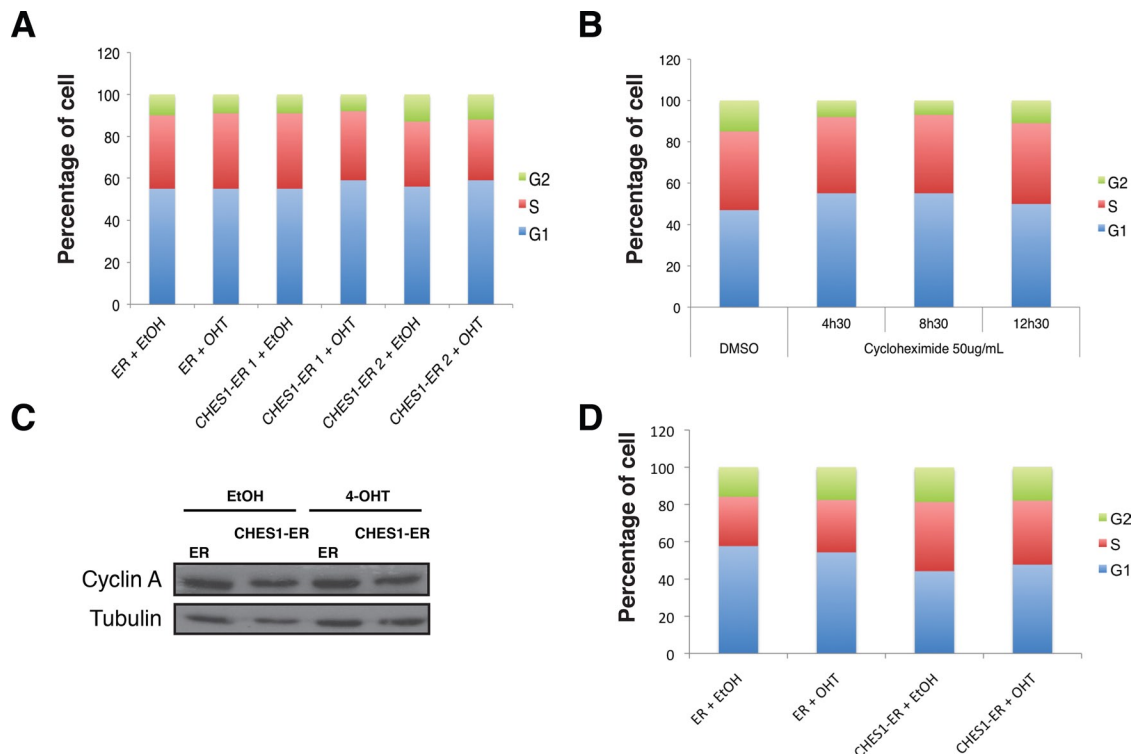 A
Percentage of cell
120
100
80
60
40
20
0
G2
S
G1
ER + EtOH
ER + OHT
CHES1-ER 1 + EtOH
CHES1-ER 1 + OHT
CHES1-ER 2 + EtOH
CHES1-ER 2 + OHT
B
Percentage of cell
120
100
80
60
40
20
0
G2
S
G1
4h30 8h30 12h30
DMSO Cycloheximide 50ug/mL
C
EtOH 4-OHT
CHES1-ER CHES1-ER
ER ER
Cyclin A
Tubulin
D
Percentage of cell
120
100
80
60
40
20
0
G2
S
G1
ER + EtOH
ER + OHT
CHES1-ER + EtOH
CHES1-ER + OHT